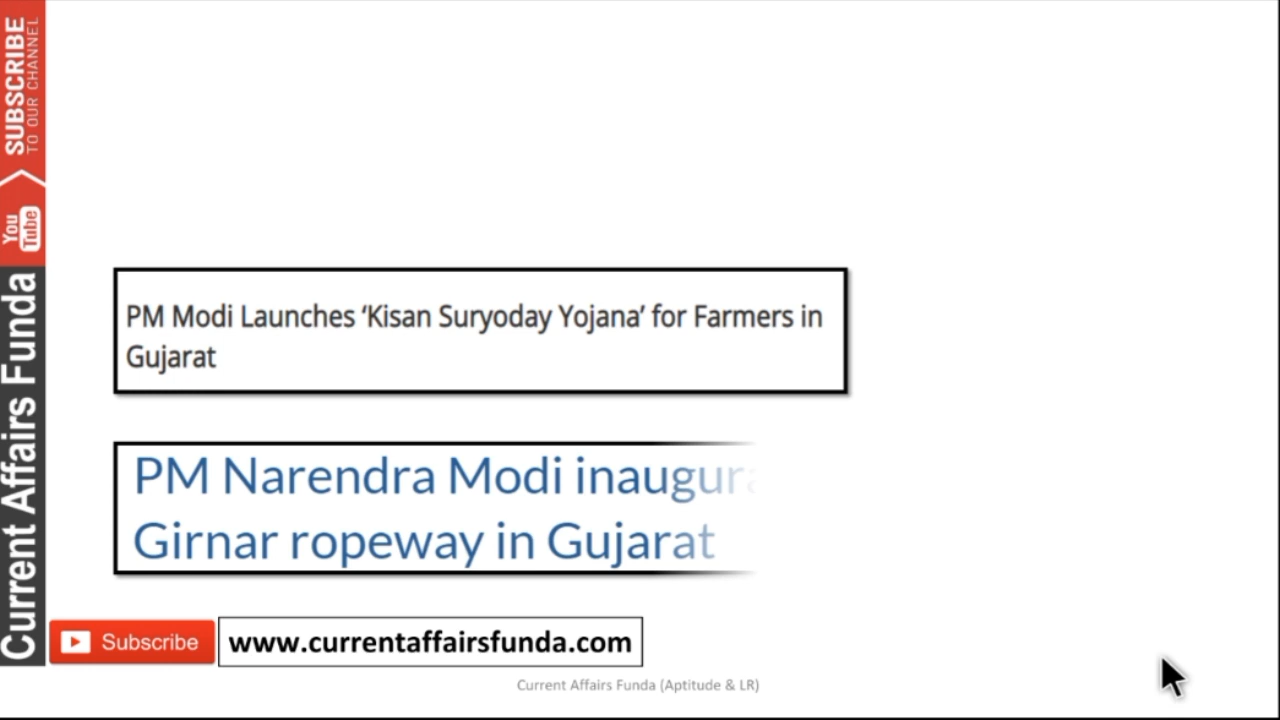 SUBSCRIBE
TO OUR CHANNEL
You
Tube
Current Affairs Funda
PM Modi Launches ‘Kisan Suryoday Yojana’ for Farmers in
Gujarat
PM Narendra Modi
Girnar ropeway in Gujarat
Subscribe
www.currentaffairsfunda.com
Current Affairs Funda (Aptitude & LR)